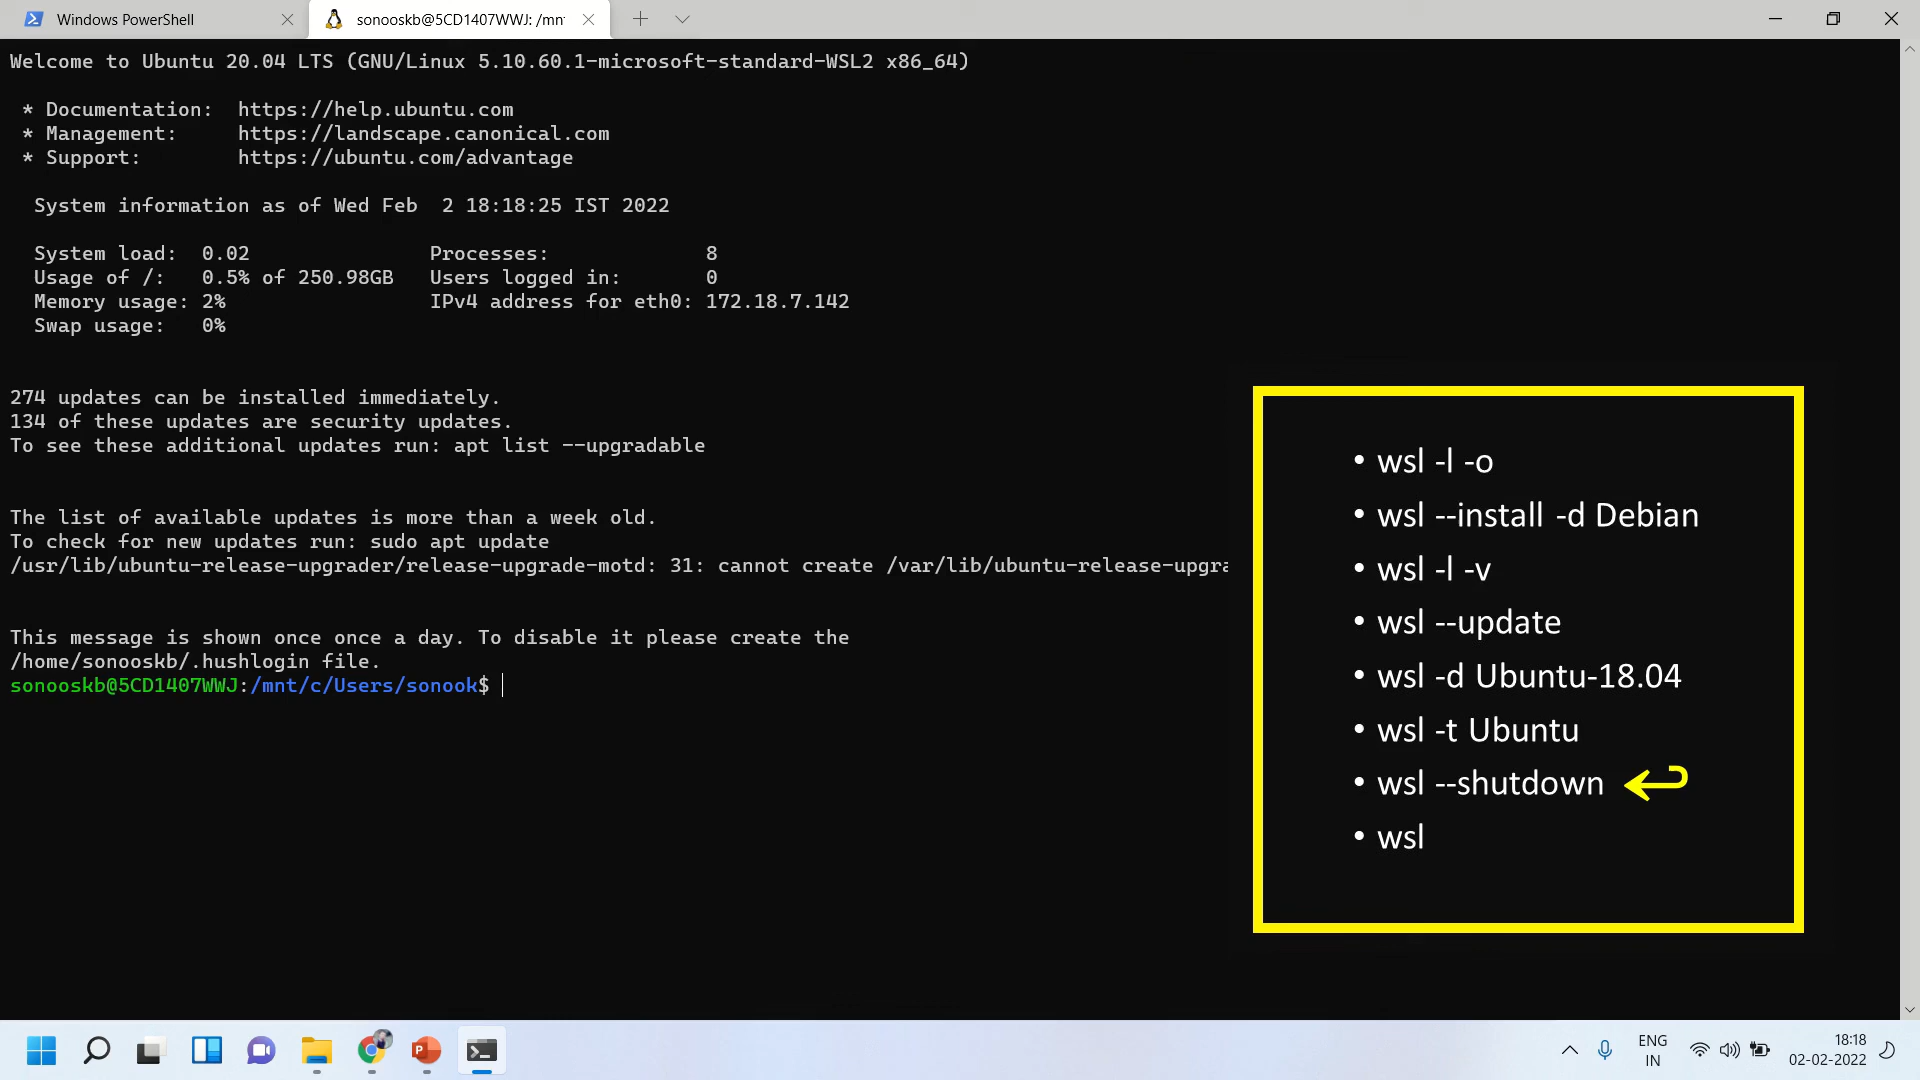 Windows PowerShell
sonooskb@5CD1407WWJ: /mnt
Welcome to Ubuntu 20.04 LTS (GNU/Linux 5.10.60.1-microsoft-standard-WSL2 x86_64)
* Documentation:  https://help.ubuntu.com
* Management:     https://landscape.canonical.com
* Support:        https://ubuntu.com/advantage
System information as of Wed Feb  2 18:18:25 IST 2022
System load:  0.02               Processes:             8
Usage of /:   0.5% of 250.98GB   Users logged in:       0
Memory usage: 2%                 IPv4 address for eth0: 172.18.7.142
Swap usage:   0%
274 updates can be installed immediately.
134 of these updates are security updates.
To see these additional updates run: apt list --upgradable
The list of available updates is more than a week old.
To check for new updates run: sudo apt update
/usr/lib/ubuntu-release-upgrader/release-upgrade-motd: 31: cannot create /var/lib/ubuntu-release-upgra
This message is shown once once a day. To disable it please create the
/home/sonooskb/.hushlogin file.
sonooskb@5CD1407WWJ:/mnt/c/Users/sonook$
• wsl -l -o
• wsl --install -d Debian
• wsl -l -v
• wsl --update
• wsl -d Ubuntu-18.04
• wsl -t Ubuntu
• wsl --shutdown
• wsl
ENG
IN
18:18
02-02-2022